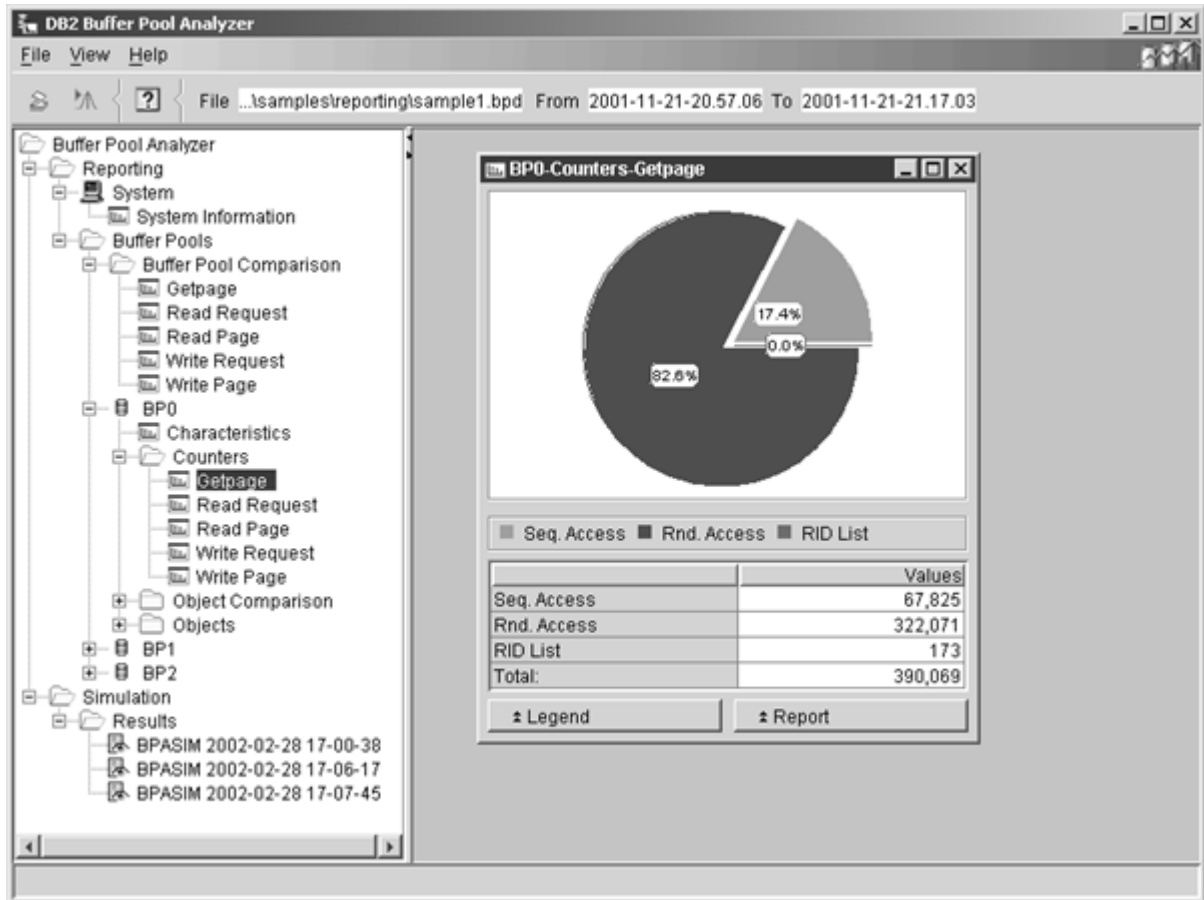 DB2 Buffer Pool Analyzer
File View Help
File ...\samples\reporting\sample1.bpd From 2001-11-21-20.57.06 To 2001-11-21-21.17.03
Buffer Pool Analyzer
Reporting
System
System Information
Buffer Pools
Buffer Pool Comparison
Getpage
Read Request
Read Page
Write Request
Write Page
BP0
Characteristics
Counters
Getpage
Read Request
Read Page
Write Request
Write Page
Object Comparison
Objects
BP1
BP2
Simulation
Results
BPASIM 2002-02-28 17-00-38
BPASIM 2002-02-28 17-06-17
BPASIM 2002-02-28 17-07-45
BP0-Counters-Getpage
17.4%
0.0%
82.6%
Seq. Access Rnd. Access RID List
Values
Seq. Access 67,825
Rnd. Access 322,071
RID List 173
Total: 390,069
Legend Report